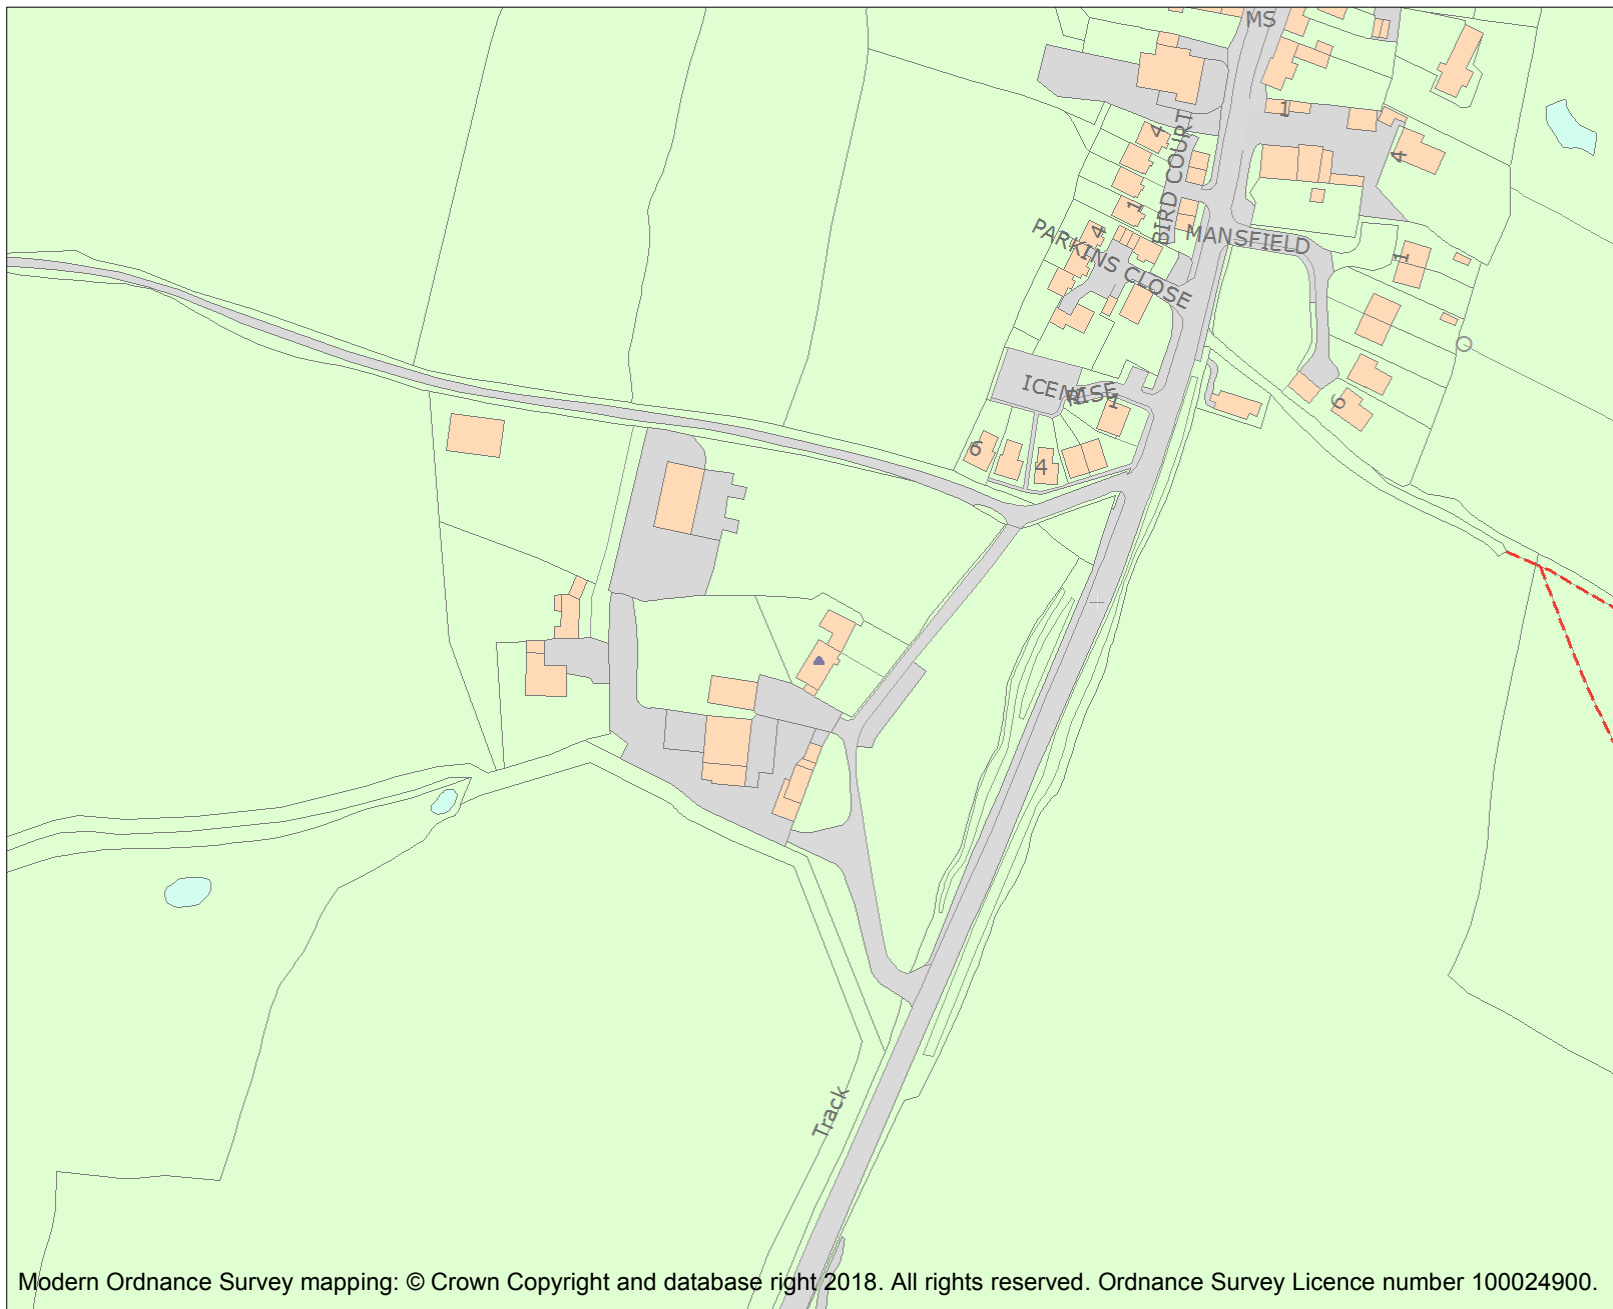 MS
1
4
4
BIRD COURT
1
4
PARKINS CLOSE
MANSFIELD
1
ICENI RISE
1
6
6
4
Track
Modern Ordnance Survey mapping: © Crown Copyright and database right 2018. All rights reserved. Ordnance Survey Licence number 100024900.